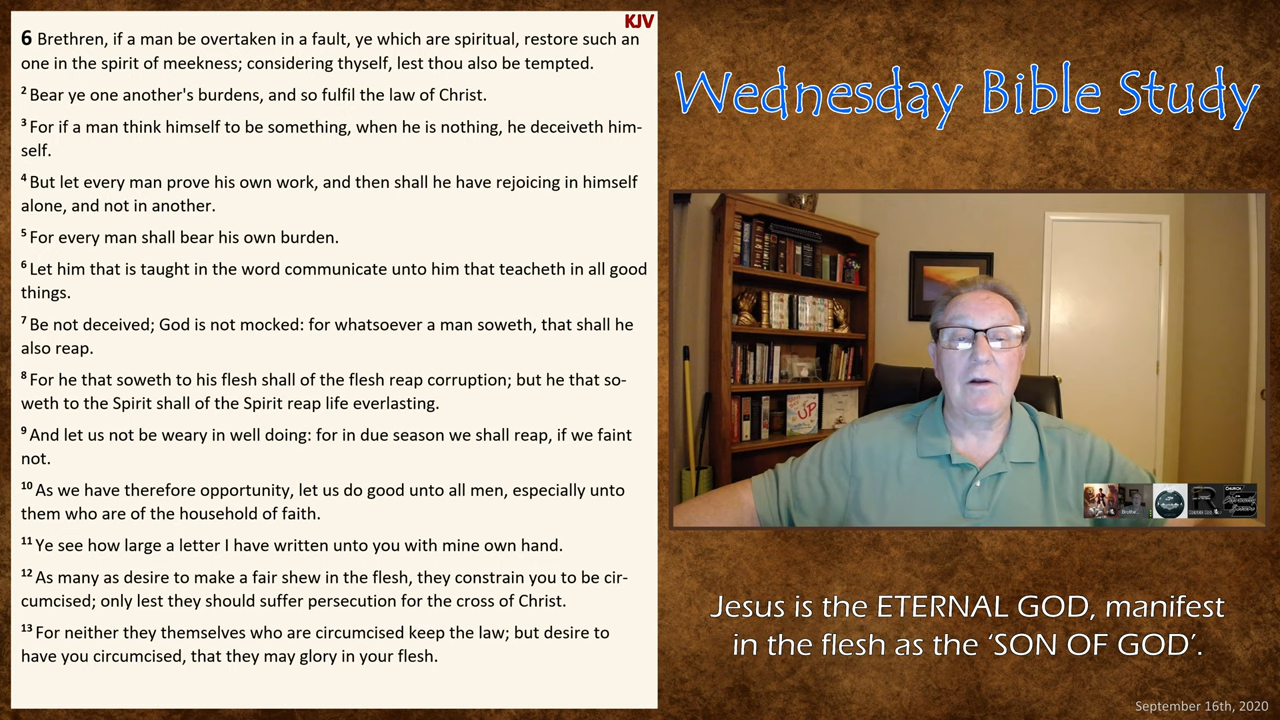 KJV
6 Brethren, if a man be overtaken in a fault, ye which are spiritual, restore such an
one in the spirit of meekness; considering thyself, lest thou also be tempted.
2 Bear ye one another's burdens, and so fulfil the law of Christ.
3 For if a man think himself to be something, when he is nothing, he deceiveth him-
self.
4 But let every man prove his own work, and then shall he have rejoicing in himself
alone, and not in another.
5 For every man shall bear his own burden.
6 Let him that is taught in the word communicate unto him that teacheth in all good
things.
7 Be not deceived; God is not mocked: for whatsoever a man soweth, that shall he
also reap.
8 For he that soweth to his flesh shall of the flesh reap corruption; but he that so-
weth to the Spirit shall of the Spirit reap life everlasting.
9 And let us not be weary in well doing: for in due season we shall reap, if we faint
not.
10 As we have therefore opportunity, let us do good unto all men, especially unto
them who are of the household of faith.
11 Ye see how large a letter I have written unto you with mine own hand.
12 As many as desire to make a fair shew in the flesh, they constrain you to be cir-
cumcised; only lest they should suffer persecution for the cross of Christ.
13 For neither they themselves who are circumcised keep the law; but desire to
have you circumcised, that they may glory in your flesh.
Wednesday Bible Study
UP
Brothe...
CHURCH
Jesus is the ETERNAL GOD, manifest
in the flesh as the ‘SON OF GOD’.
September 16th, 2020